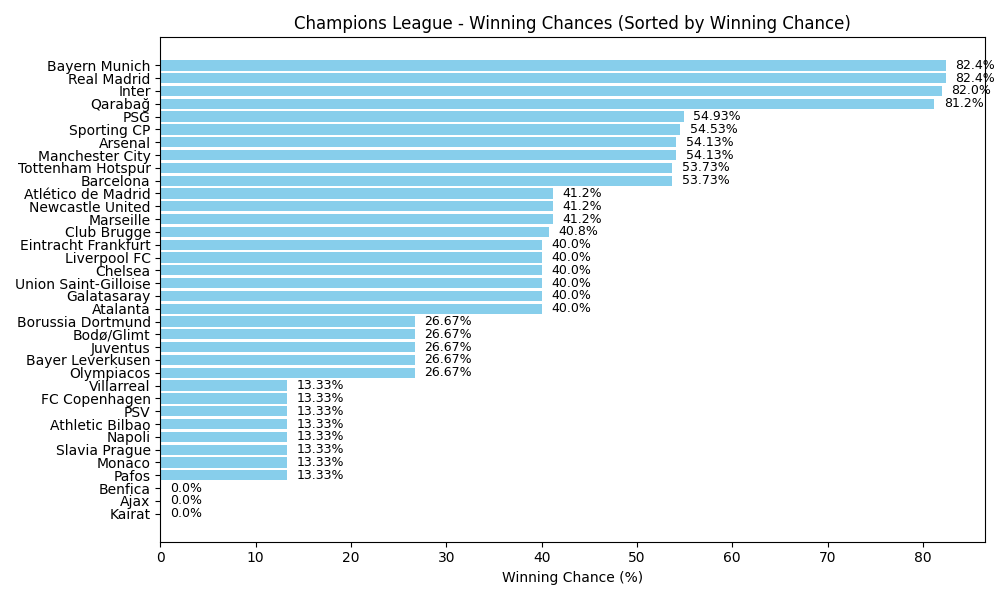 Champions League - Winning Chances (Sorted by Winning Chance)
Bayern Munich 82.4%
Real Madrid 82.4%
Inter 82.0%
Qarabağ 81.2%
PSG 54.93%
Sporting CP 54.53%
Arsenal 54.13%
Manchester City 54.13%
Tottenham Hotspur 53.73%
Barcelona 53.73%
Atlético de Madrid 41.2%
Newcastle United 41.2%
Marseille 41.2%
Club Brugge 40.8%
Eintracht Frankfurt 40.0%
Liverpool FC 40.0%
Chelsea 40.0%
Union Saint-Gilloise 40.0%
Galatasaray 40.0%
Atalanta 40.0%
Borussia Dortmund 26.67%
Bodø/Glimt 26.67%
Juventus 26.67%
Bayer Leverkusen 26.67%
Olympiacos 26.67%
Villarreal 13.33%
FC Copenhagen 13.33%
PSV 13.33%
Athletic Bilbao 13.33%
Napoli 13.33%
Slavia Prague 13.33%
Monaco 13.33%
Pafos 13.33%
Benfica 0.0%
Ajax 0.0%
Kairat 0.0%
0 10 20 30 40 50 60 70 80
Winning Chance (%)